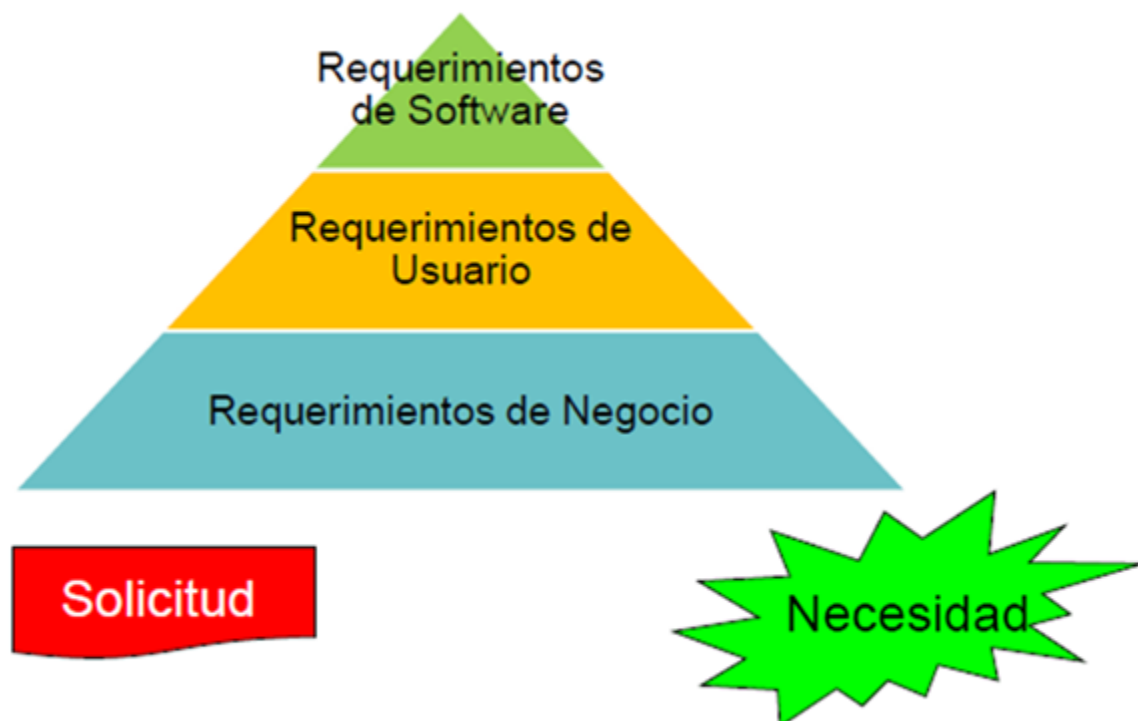 Requerimientos
de Software
Requerimientos de
Usuario
Requerimientos de Negocio
Solicitud
Necesidad